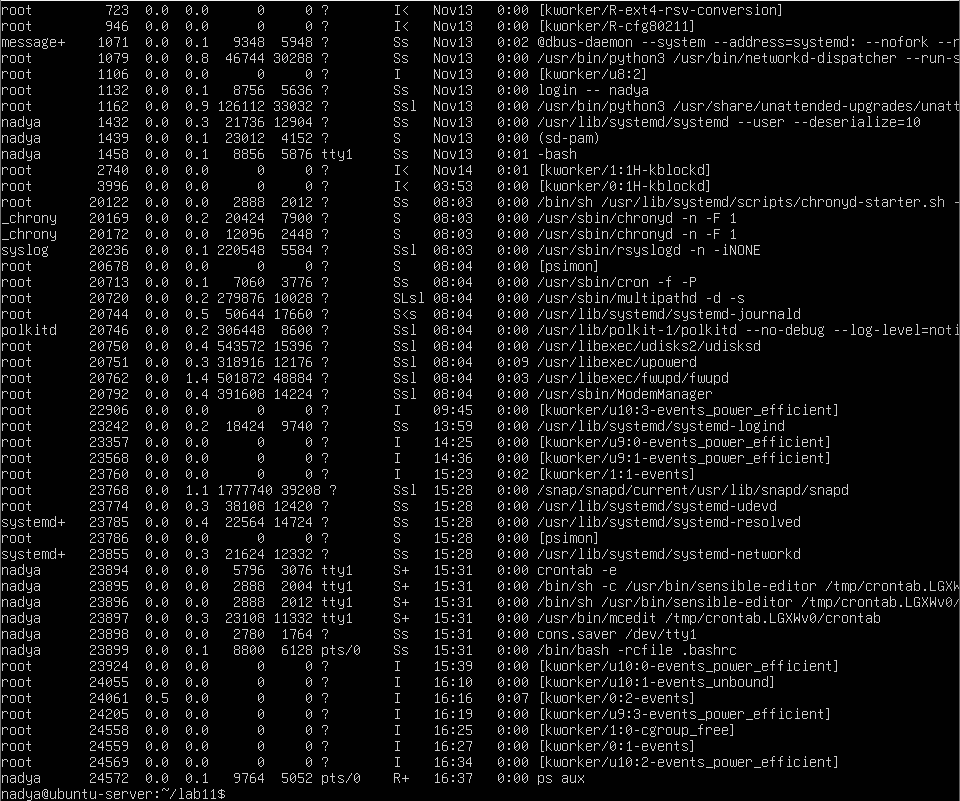 root       723  0.0  0.0      0     0 ?        I<   Nov13   0:00 [kworker/R-ext4-rsv-conversion]
root       946  0.0  0.0      0     0 ?        I<   Nov13   0:00 [kworker/R-cfg80211]
message+  1071  0.0  0.1   9348  5948 ?        Ss   Nov13   0:02 @dbus-daemon --system --address=systemd: --nofork --n
root      1079  0.0  0.8  46744 30288 ?        Ss   Nov13   0:00 /usr/bin/python3 /usr/bin/networkd-dispatcher --run-s
root      1106  0.0  0.0      0     0 ?        I    Nov13   0:00 [kworker/u8:2]
root      1132  0.0  0.1   8756  5636 ?        Ss   Nov13   0:00 login -- nadya
root      1162  0.0  0.9 126112 33032 ?        Ssl  Nov13   0:00 /usr/bin/python3 /usr/share/unattended-upgrades/unatt
nadya     1432  0.0  0.3  21736 12904 ?        Ss   Nov13   0:00 /usr/lib/systemd/systemd --user --deserialize=10
nadya     1439  0.0  0.1  23012  4152 ?        S    Nov13   0:00 (sd-pam)
nadya     1458  0.0  0.1   8856  5876 tty1     Ss   Nov13   0:01 -bash
root      2740  0.0  0.0      0     0 ?        I<   Nov14   0:01 [kworker/1:1H-kblockd]
root      3996  0.0  0.0      0     0 ?        I<   03:53   0:00 [kworker/0:1H-kblockd]
root     20122  0.0  0.0   2888  2012 ?        Ss   08:03   0:00 /bin/sh /usr/lib/systemd/scripts/chronyd-starter.sh -
_chrony  20169  0.0  0.2  20424  7900 ?        S    08:03   0:00 /usr/sbin/chronyd -n -F 1
_chrony  20172  0.0  0.0  12096  2448 ?        S    08:03   0:00 /usr/sbin/chronyd -n -F 1
syslog   20236  0.0  0.1 220548  5584 ?        Ssl  08:03   0:00 /usr/sbin/rsyslogd -n -iNONE
root     20678  0.0  0.0      0     0 ?        S    08:04   0:00 [psimon]
root     20713  0.0  0.1   7060  3776 ?        Ss   08:04   0:00 /usr/sbin/cron -f -P
root     20720  0.0  0.2 279876 10028 ?        SLsl 08:04   0:00 /usr/sbin/multipathd -d -s
root     20744  0.0  0.5  50644 17660 ?        S<s  08:04   0:00 /usr/lib/systemd/systemd-journald
polkitd  20746  0.0  0.2 306448  8600 ?        Ssl  08:04   0:00 /usr/lib/polkit-1/polkitd --no-debug --log-level=noti
root     20750  0.0  0.4 543572 15396 ?        Ssl  08:04   0:00 /usr/libexec/udisks2/udisksd
root     20751  0.0  0.3 318916 12176 ?        Ssl  08:04   0:09 /usr/libexec/upowerd
root     20762  0.0  1.4 501872 48884 ?        Ssl  08:04   0:03 /usr/libexec/fwupd/fwupd
root     20792  0.0  0.4 391608 14224 ?        Ssl  08:04   0:00 /usr/sbin/ModemManager
root     22906  0.0  0.0      0     0 ?        I    09:45   0:00 [kworker/u10:3-events_power_efficient]
root     23242  0.0  0.2  18424  9740 ?        Ss   13:59   0:00 /usr/lib/systemd/systemd-logind
root     23357  0.0  0.0      0     0 ?        I    14:25   0:00 [kworker/u9:0-events_power_efficient]
root     23568  0.0  0.0      0     0 ?        I    14:36   0:00 [kworker/u9:1-events_power_efficient]
root     23760  0.0  0.0      0     0 ?        I    15:23   0:02 [kworker/1:1-events]
root     23768  0.0  1.1 1777740 39208 ?       Ssl  15:28   0:00 /snap/snapd/current/usr/lib/snapd/snapd
root     23774  0.0  0.3  38108 12420 ?        Ss   15:28   0:00 /usr/lib/systemd/systemd-udevd
systemd+ 23785  0.0  0.4  22564 14724 ?        Ss   15:28   0:00 /usr/lib/systemd/systemd-resolved
root     23786  0.0  0.0      0     0 ?        S    15:28   0:00 [psimon]
systemd+ 23855  0.0  0.3  21624 12332 ?        Ss   15:28   0:00 /usr/lib/systemd/systemd-networkd
nadya    23894  0.0  0.0   5796  3076 tty1     S+   15:31   0:00 crontab -e
nadya    23895  0.0  0.0   2888  2004 tty1     S+   15:31   0:00 /bin/sh -c /usr/bin/sensible-editor /tmp/crontab.LGXW
nadya    23896  0.0  0.0   2888  2012 tty1     S+   15:31   0:00 /bin/sh /usr/bin/sensible-editor /tmp/crontab.LGXWv0/
nadya    23897  0.0  0.3  23108 11332 tty1     S+   15:31   0:00 /usr/bin/mcedit /tmp/crontab.LGXWv0/crontab
nadya    23898  0.0  0.0   2780  1764 ?        Ss   15:31   0:00 cons.saver /dev/tty1
nadya    23899  0.0  0.1   8800  6128 pts/0    Ss   15:31   0:00 /bin/bash -rcfile .bashrc
root     23924  0.0  0.0      0     0 ?        I    15:39   0:00 [kworker/u10:0-events_power_efficient]
root     24055  0.0  0.0      0     0 ?        I    16:10   0:00 [kworker/u10:1-events_unbound]
root     24061  0.5  0.0      0     0 ?        I    16:16   0:07 [kworker/0:2-events]
root     24205  0.0  0.0      0     0 ?        I    16:19   0:00 [kworker/u9:3-events_power_efficient]
root     24558  0.0  0.0      0     0 ?        I    16:25   0:00 [kworker/1:0-cgroup_free]
root     24559  0.0  0.0      0     0 ?        I    16:27   0:00 [kworker/0:1-events]
root     24569  0.0  0.0      0     0 ?        I    16:34   0:00 [kworker/u10:2-events_power_efficient]
nadya    24572  0.0  0.1   9764  5052 pts/0    R+   16:37   0:00 ps aux
nadya@ubuntu-server:~/lab11$